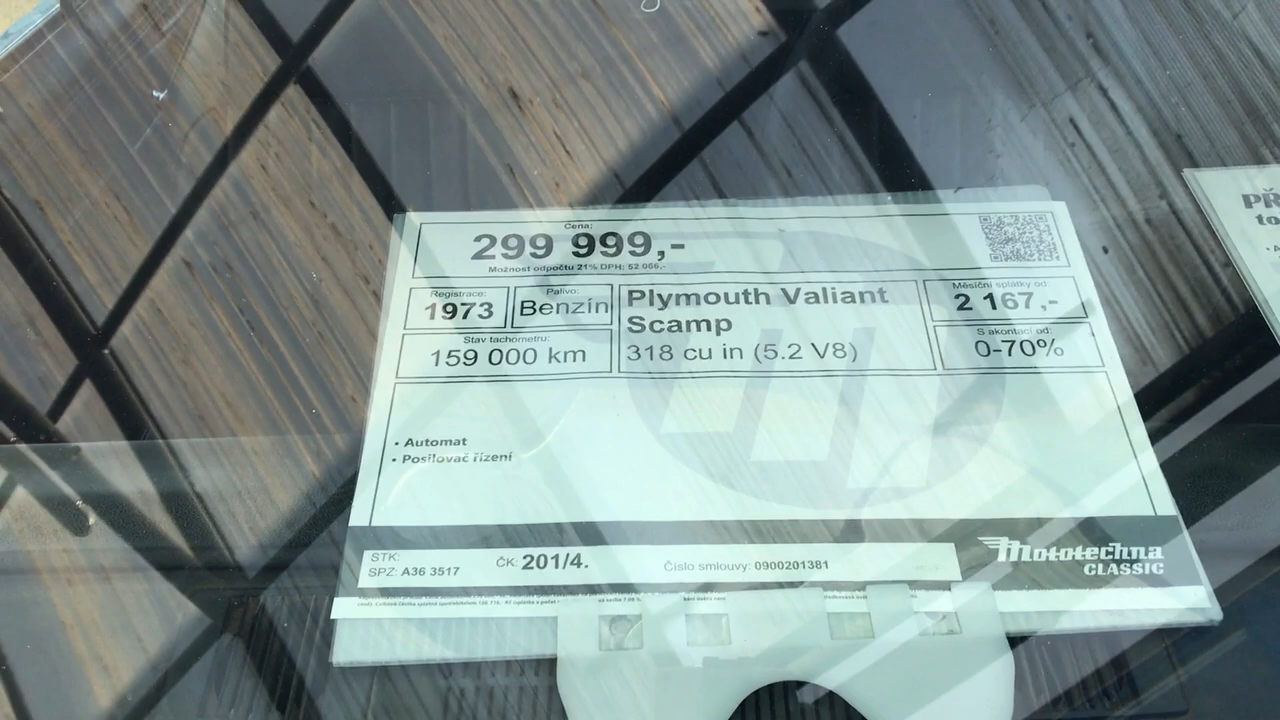 Cena:
299 999,-
Možnost odpočtu 21% DPH: 52 066,-
Registrace:
1973
Palivo:
Benzín
Plymouth Valiant
Scamp
318 cu in (5.2 V8)
Měsíční splátky od:
2 167,-
Stav tachometru:
159 000 km
S akontací od:
0-70%
• Automat
• Posilovač řízení
STK:
SPZ: A36 3517
ČK: 201/4.
Číslo smlouvy: 0900201381
Mototechna
CLASSIC
PŘ
to